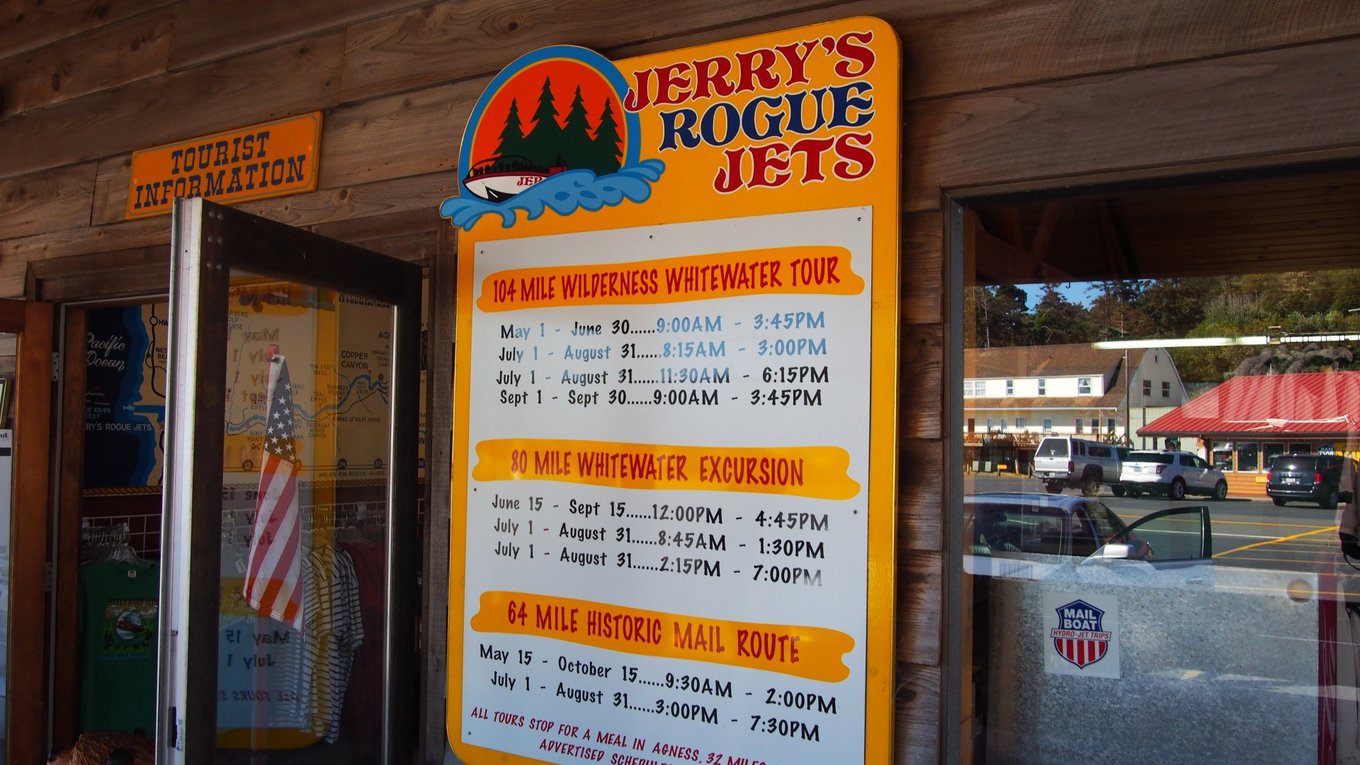 TOURIST
INFORMATION
JERRY'S
ROGUE
JETS
104 MILE WILDERNESS WHITEWATER TOUR
May 1 - June 30......9:00AM - 3:45PM
July 1 - August 31......8:15AM - 3:00PM
July 1 - August 31......11:30AM - 6:15PM
Sept 1 - Sept 30......9:00AM - 3:45PM
80 MILE WHITEWATER EXCURSION
June 15 - Sept 15......12:00PM - 4:45PM
July 1 - August 31......8:45AM - 1:30PM
July 1 - August 31......2:15PM - 7:00PM
64 MILE HISTORIC MAIL ROUTE
May 15 - October 15......9:30AM - 2:00PM
July 1 - August 31......3:00PM - 7:30PM
ALL TOURS STOP FOR A MEAL IN AGNESS, 32 MILES
ADVERTISED
Pacific
Ocean
ROGUE JETS
COPPER
CANYON
MAIL
BOAT
HYDRO-JET TRIPS